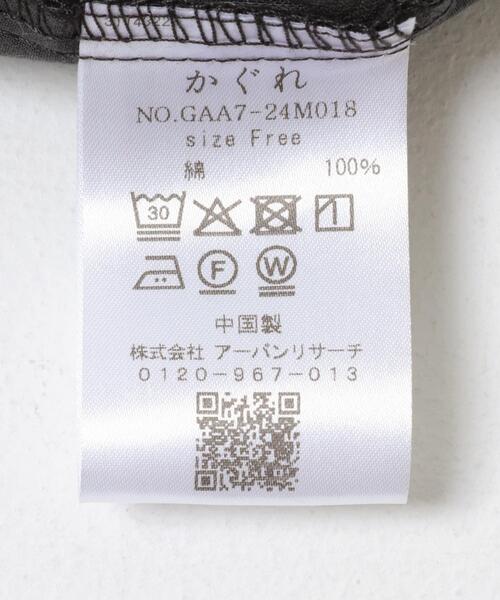 かぐれ
NO.GAA7-24M018
size Free
綿 100%
30
F W
中国製
株式会社 アーバンリサーチ
0120-967-013